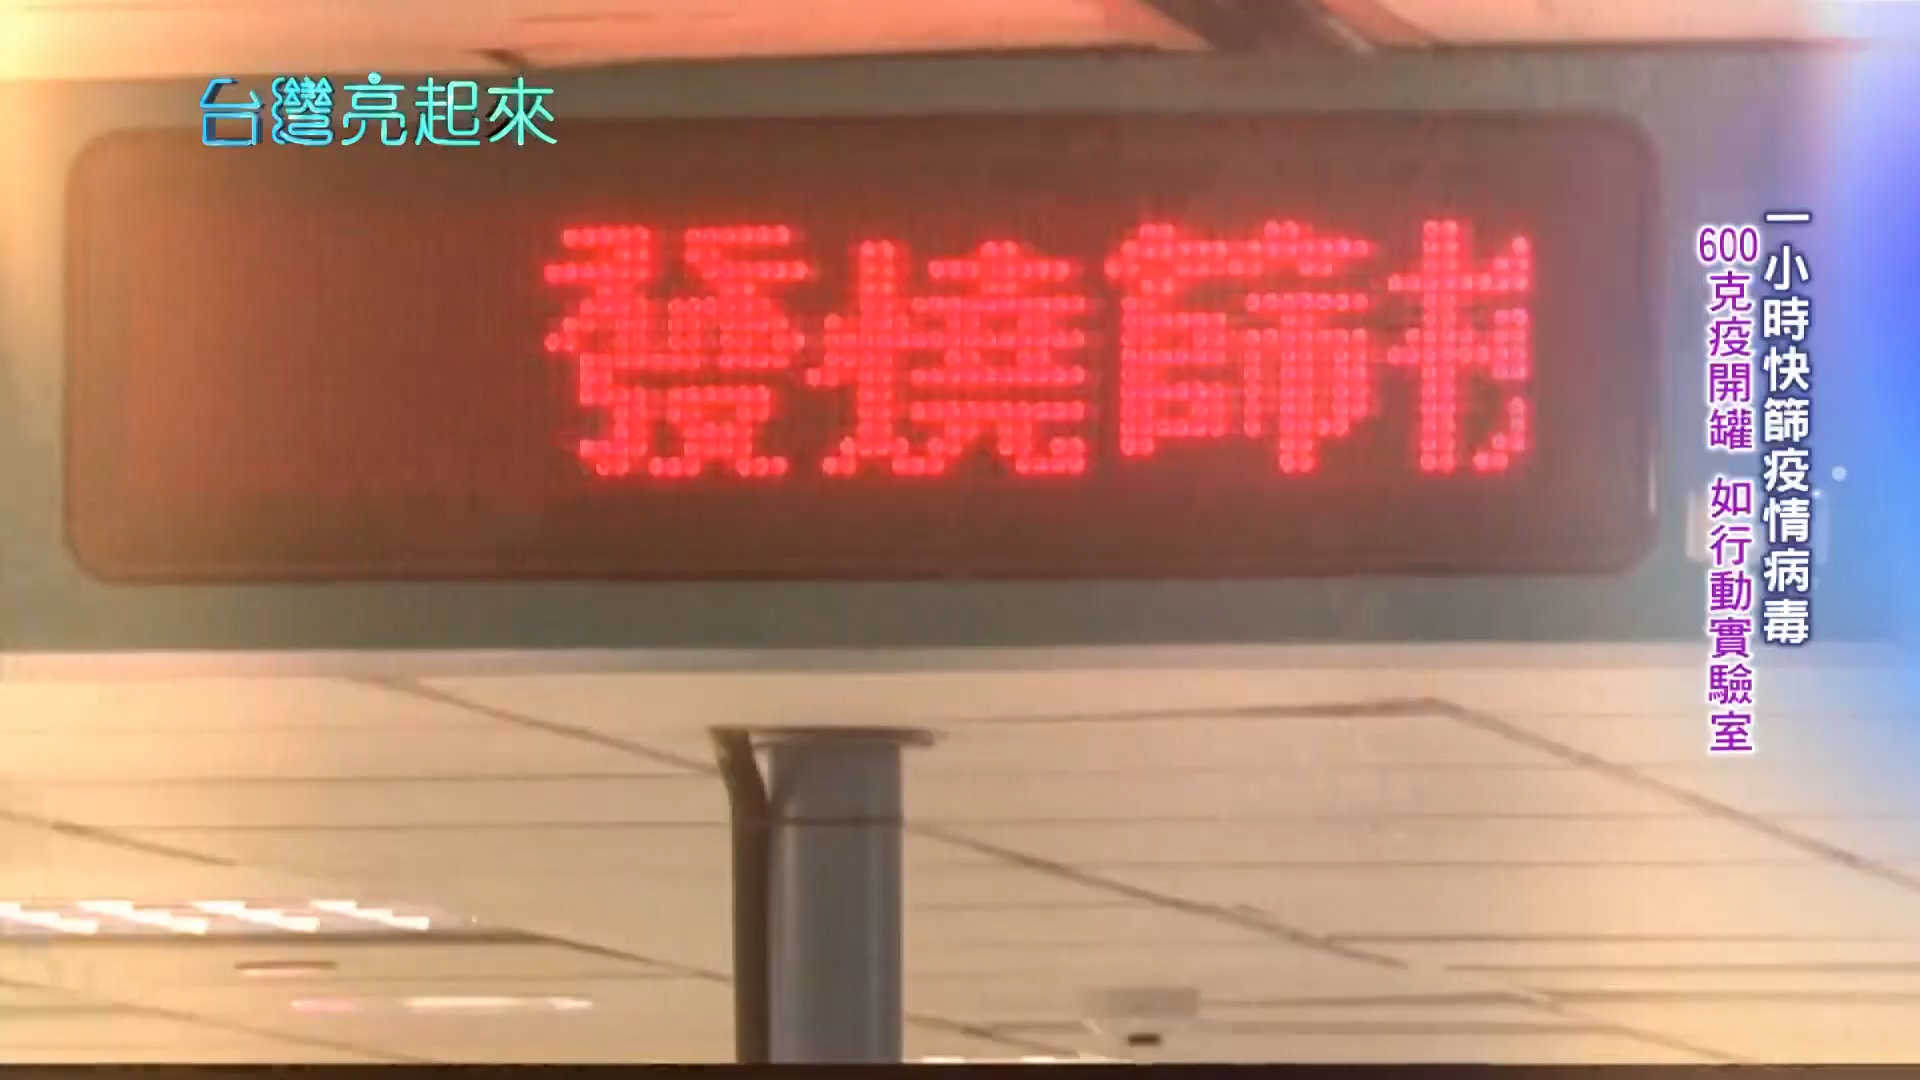 台灣亮起來
發燒篩
一小時快篩疫情病毒
600克疫開罐 如行動實驗室